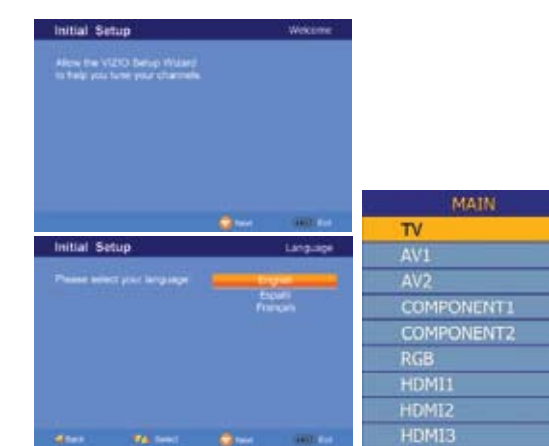 Initial Setup Welcome
Allow the VIZIO Setup Wizard
to help you tune your channels.
Next Exit
Initial Setup Language
Please select your language
English
Español
Français
Back Select Next Exit
MAIN
TV
AV1
AV2
COMPONENT1
COMPONENT2
RGB
HDMI1
HDMI2
HDMI3